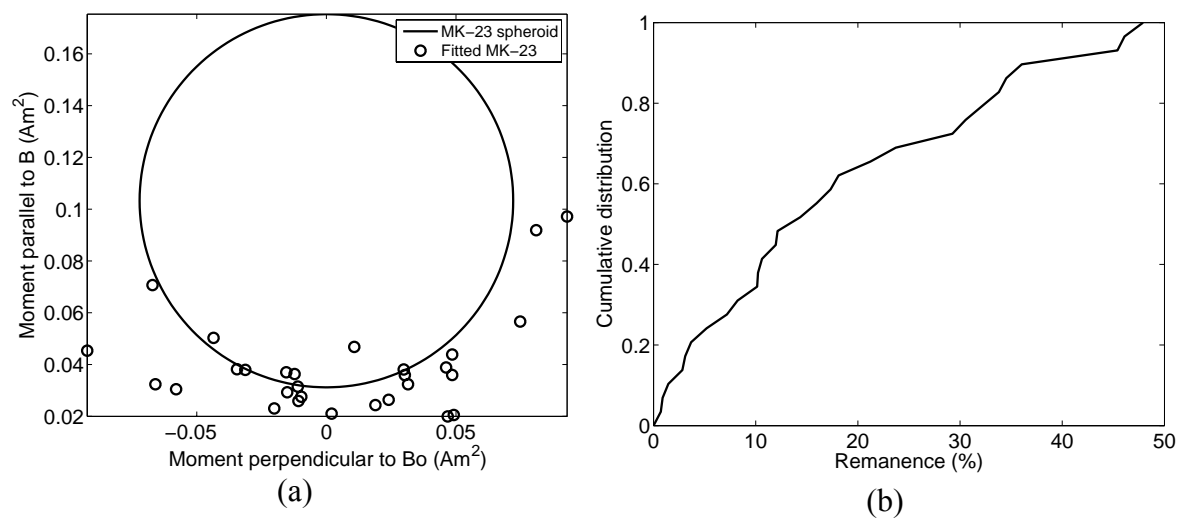 MK−23 spheroid
Fitted MK−23
0.16
0.14
0.12
0.1
0.08
0.06
0.04
0.02
Moment parallel to B (Am²)
−0.05
0
0.05
Moment perpendicular to Bo (Am²)
(a)
1
0.8
0.6
0.4
0.2
0
Cumulative distribution
0
10
20
30
40
50
Remanence (%)
(b)